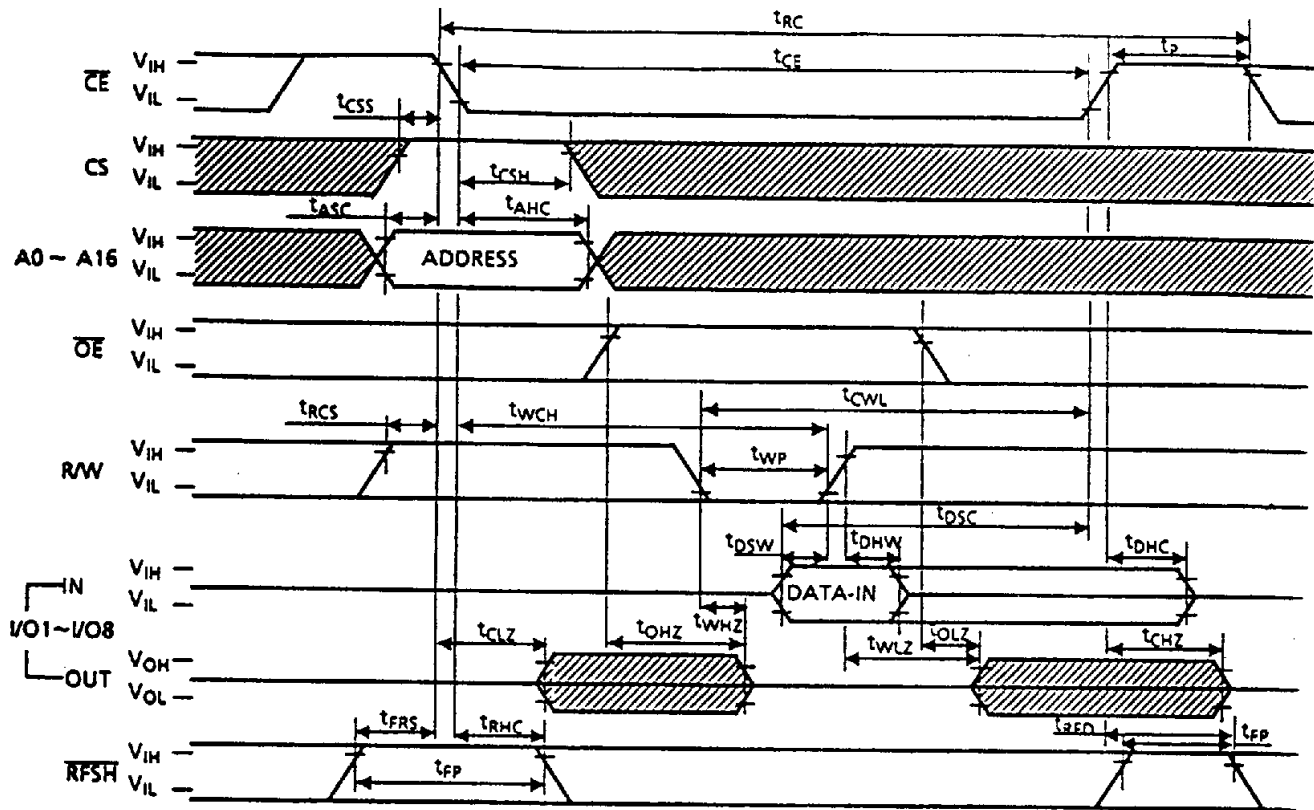 tRC
tP
VIH
CE
VIL
tCE
tCSS
VIH
CS
VIL
tCSH
tASC
tAHC
VIH
A0 ~ A16
VIL
ADDRESS
VIH
OE
VIL
tCWL
tRCS
tWCH
VIH
R/W
VIL
tWP
tDSC
tDSW
tDHW
tDHC
VIH
IN
VIL
DATA-IN
I/O1~I/O8
tWHZ
tCLZ
tOHZ
tWLZ
tOLZ
tCHZ
VOH
OUT
VOL
tFRS
tRHC
tRFD
tFP
VIH
RFSH
VIL
tFP